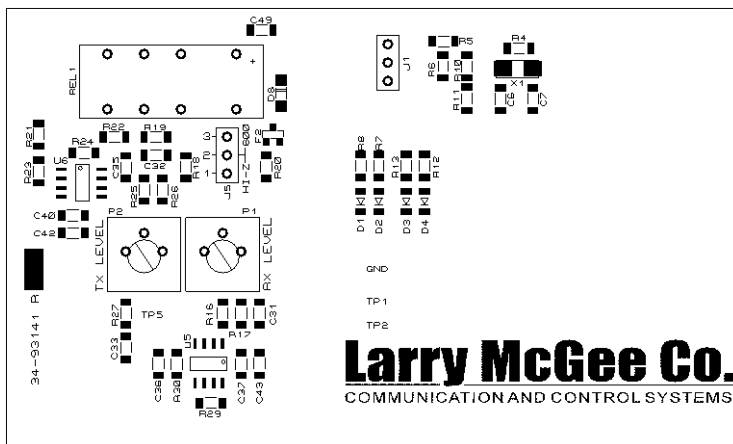 C49
REL1
+
D8
J1
R5
R6
R10
R11
R4
X1
C6
C7
R21
R22
R19
R24
U6
R23
C35
C32
R18
3
2
1
J5
600
HI-Z
F2
R20
R25
R26
C40
C42
P2
P1
TX LEVEL
RX LEVEL
R8
R7
R13
R12
D1
D2
D3
D4
GND
TP1
TP2
34-93141 R
R27
TP5
R16
R17
C31
C33
U5
C36
R30
C37
C43
R29
Larry McGee Co.
COMMUNICATION AND CONTROL SYSTEMS